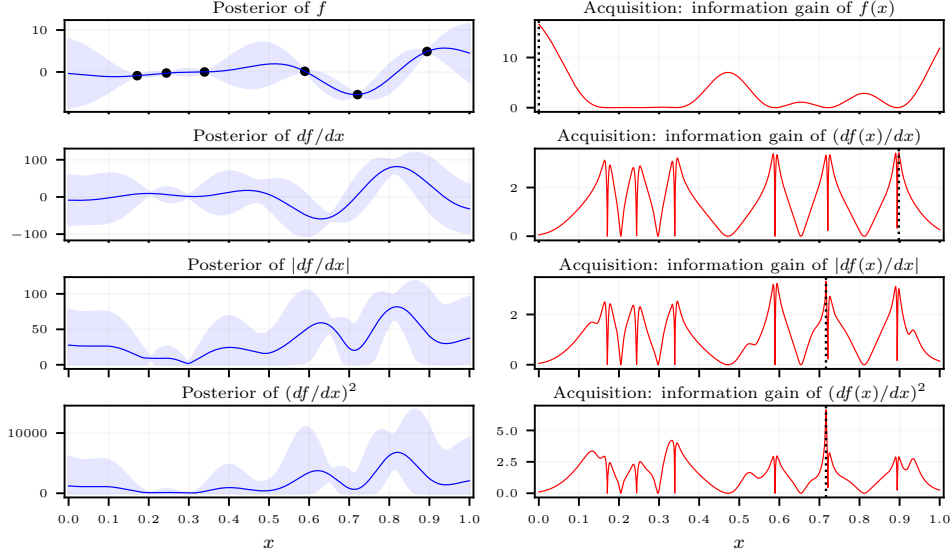 Posterior of f
Acquisition: information gain of f(x)
10
0
10
0
Posterior of df/dx
Acquisition: information gain of (df(x)/dx)
100
0
−100
2
0
Posterior of |df/dx|
Acquisition: information gain of |df(x)/dx|
100
50
0
2
0
Posterior of (df/dx)²
Acquisition: information gain of (df(x)/dx)²
10000
0
5.0
2.5
0.0
0.0 0.1 0.2 0.3 0.4 0.5 0.6 0.7 0.8 0.9 1.0
0.0 0.1 0.2 0.3 0.4 0.5 0.6 0.7 0.8 0.9 1.0
x
x